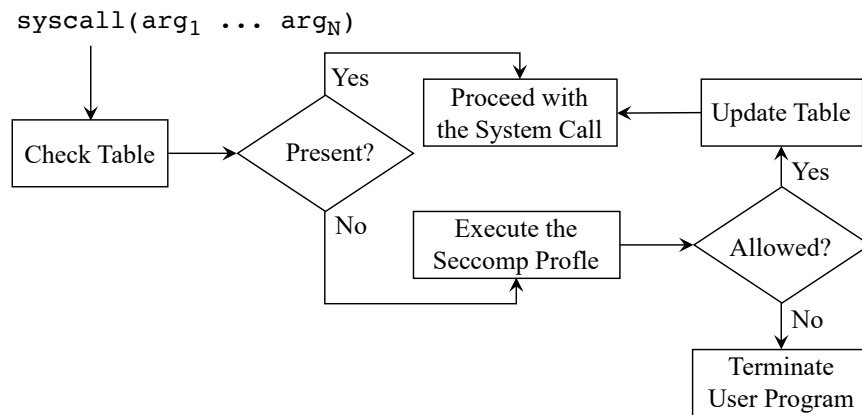 syscall(arg1 ... argN)
Check Table
Present?
Yes
No
Proceed with
the System Call
Execute the
Seccomp Profle
Update Table
Yes
Allowed?
No
Terminate
User Program